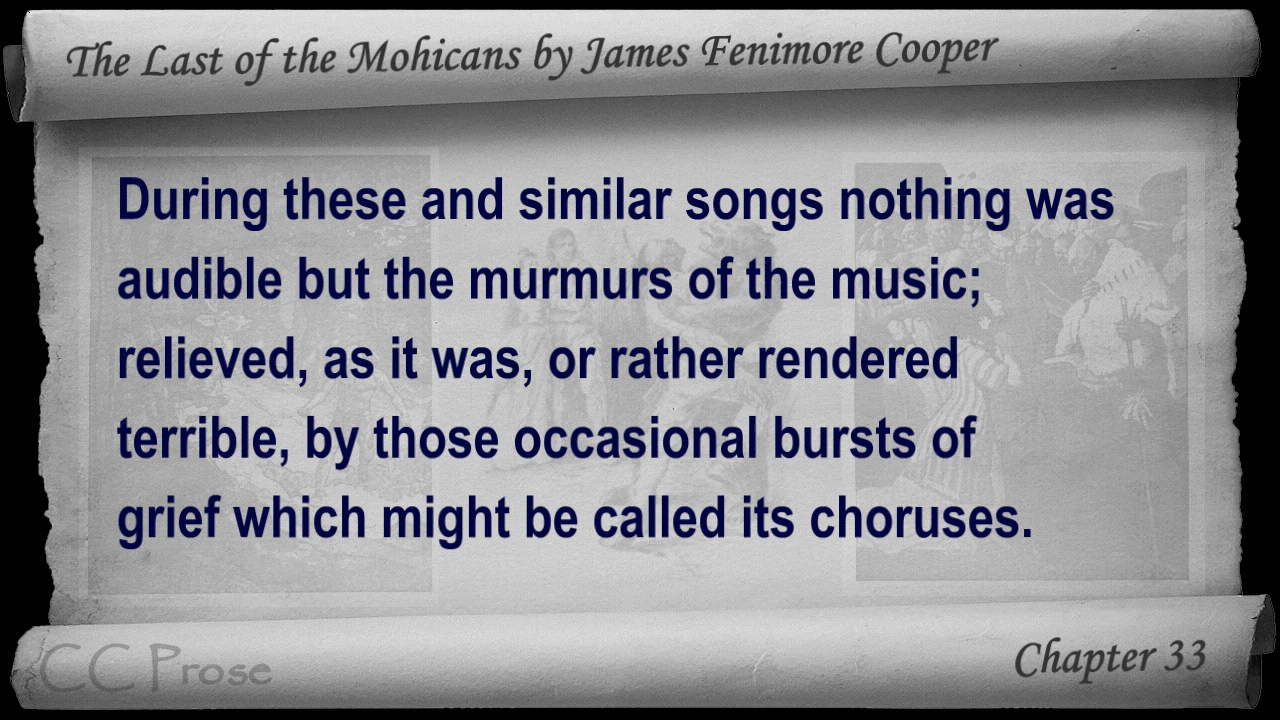 The Last of the Mohicans by James Fenimore Cooper
During these and similar songs nothing was
audible but the murmurs of the music;
relieved, as it was, or rather rendered
terrible, by those occasional bursts of
grief which might be called its choruses.
CC Prose
Chapter 33